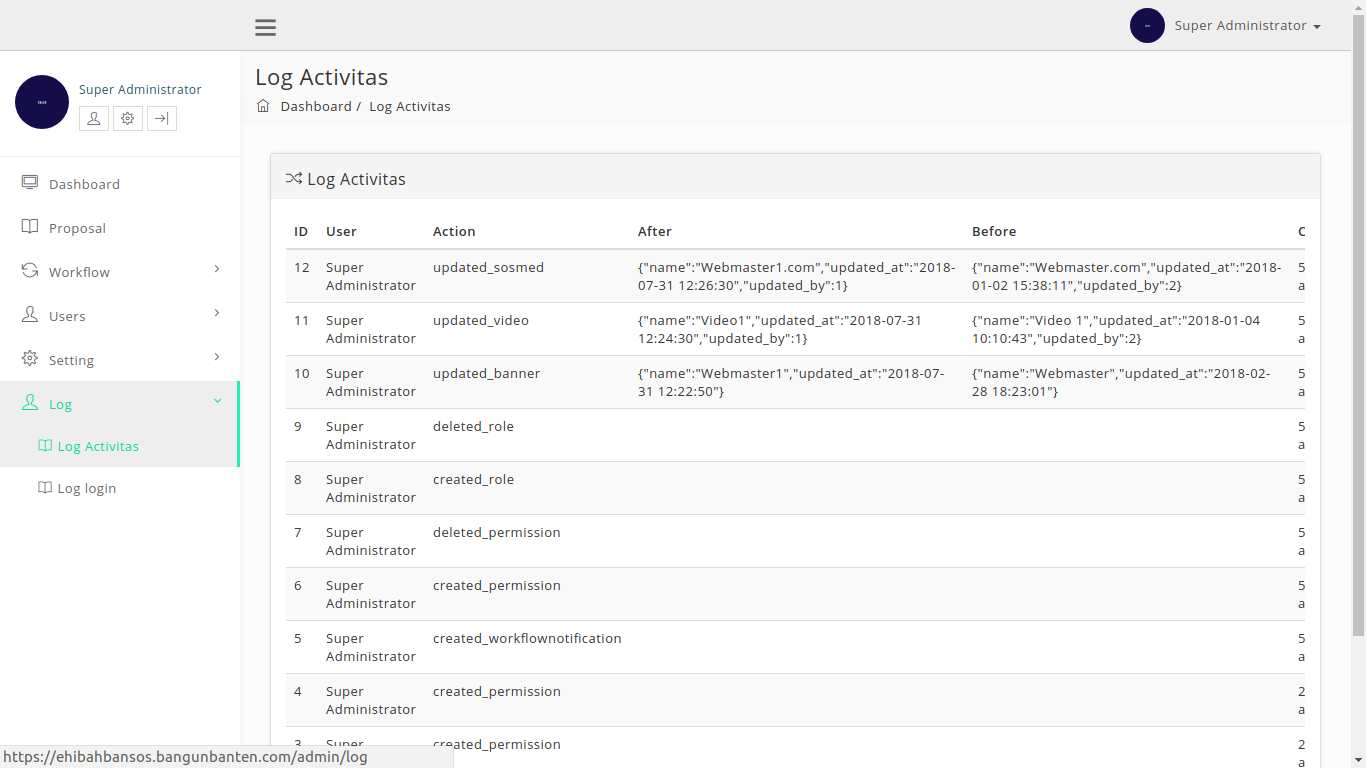 Super Administrator
Super Administrator
Log Activitas
Dashboard / Log Activitas
Dashboard
Proposal
Workflow
Users
Setting
Log
Log Activitas
Log login
Log Activitas
ID User Action After Before C
12 Super Administrator updated_sosmed {"name":"Webmaster1.com","updated_at":"2018- {"name":"Webmaster.com","updated_at":"2018- 5
07-31 12:26:30","updated_by":1} 01-02 15:38:11","updated_by":2} a
11 Super Administrator updated_video {"name":"Video1","updated_at":"2018-07-31 {"name":"Video 1","updated_at":"2018-01-04 5
12:24:30","updated_by":1} 10:10:43","updated_by":2} a
10 Super Administrator updated_banner {"name":"Webmaster1","updated_at":"2018-07- {"name":"Webmaster","updated_at":"2018-02- 5
31 12:22:50"} 28 18:23:01"} a
9 Super deleted_role 5
Administrator a
8 Super created_role 5
Administrator a
7 Super deleted_permission 5
Administrator a
6 Super created_permission 5
Administrator a
5 Super created_workflownotification 5
Administrator a
4 Super created_permission 2
Administrator a
3 Super created_permission 2
a
https://ehibahbansos.bangunbanten.com/admin/log